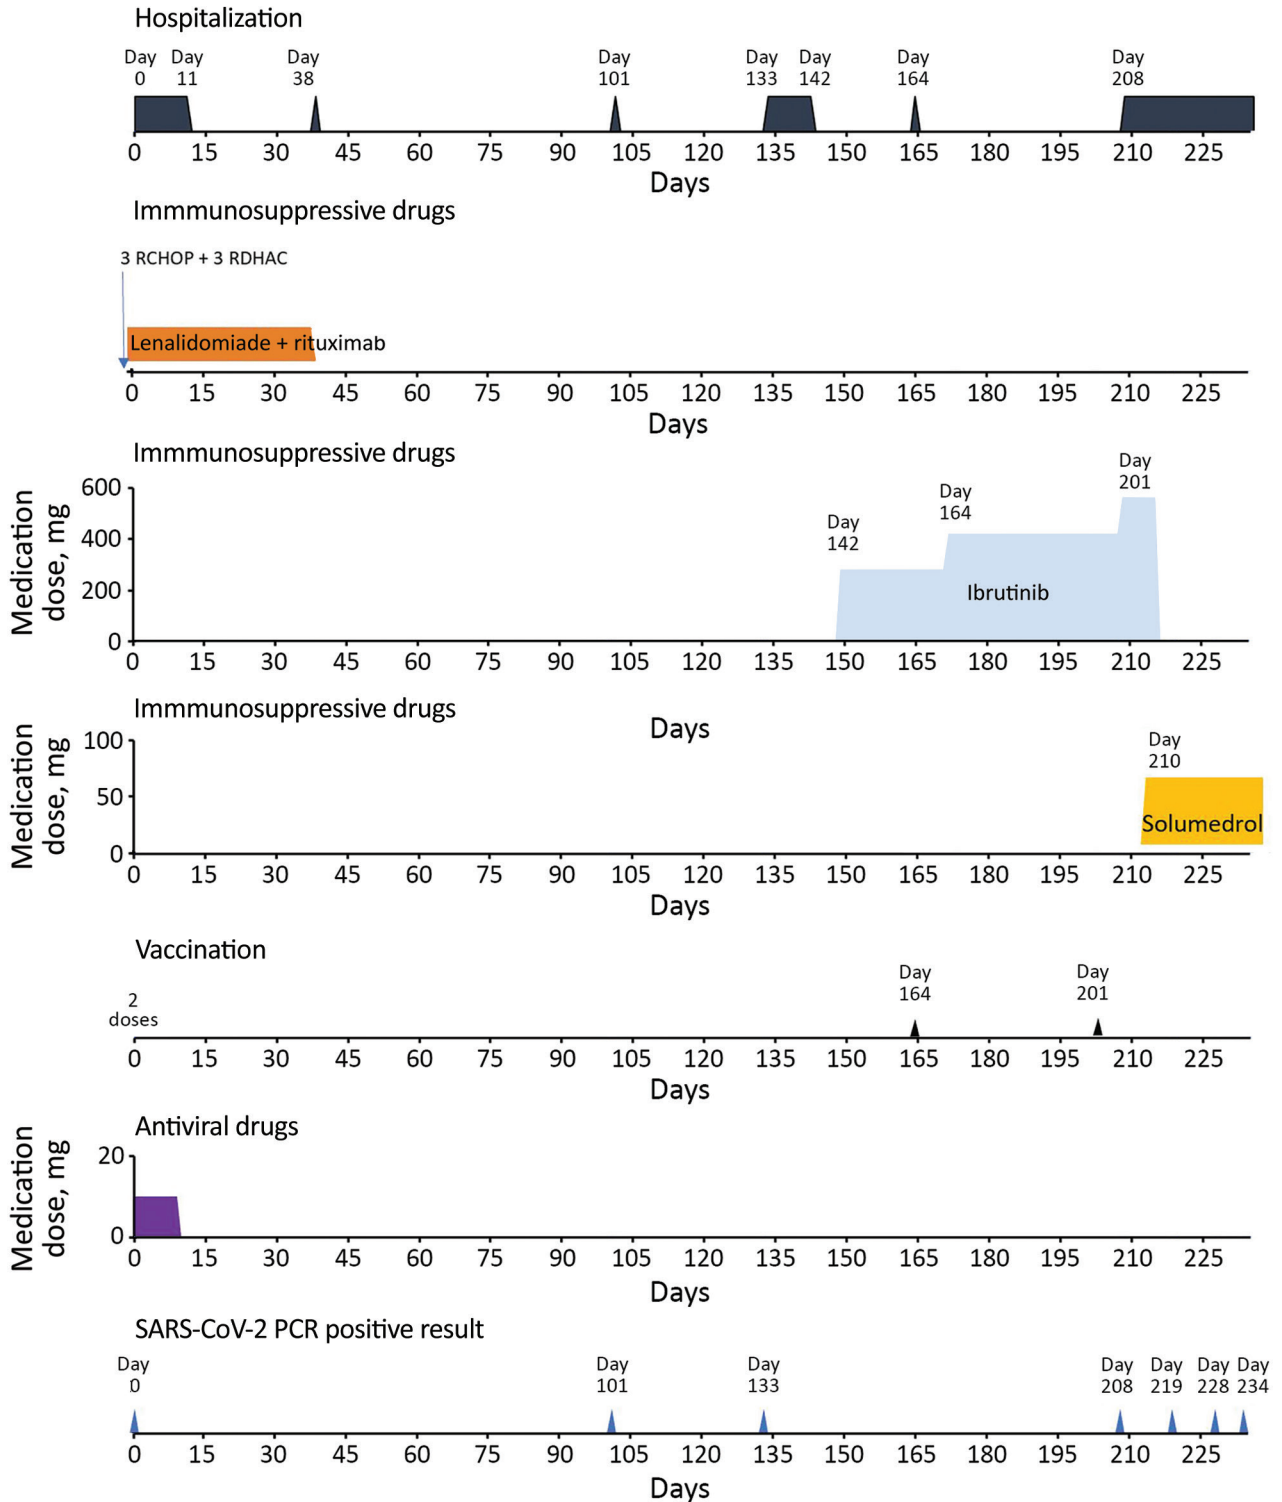 Hospitalization
Day Day Day Day Day Day Day Day
0 11 38 101 133 142 164 208
0 15 30 45 60 75 90 105 120 135 150 165 180 195 210 225
Days
Immmunosuppressive drugs
3 RCHOP + 3 RDHAC
Lenalidomiade + rituximab
0 15 30 45 60 75 90 105 120 135 150 165 180 195 210 225
Days
Immmunosuppressive drugs
Medication
dose, mg
600
400
200
0
Day
142
Day
164
Day
201
Ibrutinib
0 15 30 45 60 75 90 105 120 135 150 165 180 195 210 225
Days
Immmunosuppressive drugs
Medication
dose, mg
100
50
0
Day
210
Solumedrol
0 15 30 45 60 75 90 105 120 135 150 165 180 195 210 225
Days
Vaccination
2
doses
Day
164
Day
201
0 15 30 45 60 75 90 105 120 135 150 165 180 195 210 225
Days
Antiviral drugs
Medication
dose, mg
20
0
0 15 30 45 60 75 90 105 120 135 150 165 180 195 210 225
Days
SARS-CoV-2 PCR positive result
Day Day Day Day Day Day Day
0 101 133 208 219 228 234
0 15 30 45 60 75 90 105 120 135 150 165 180 195 210 225
Days